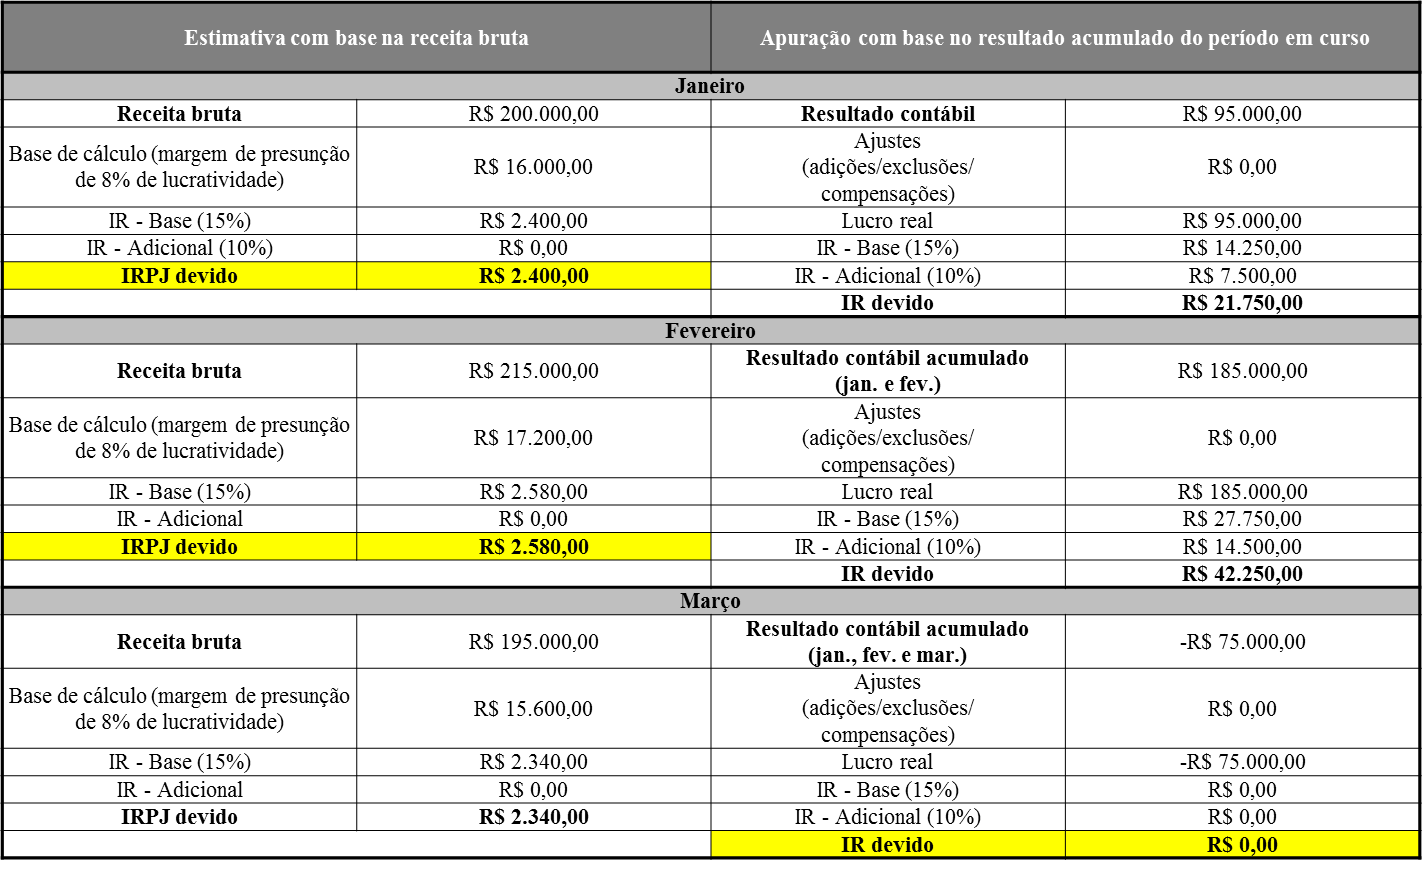 Estimativa com base na receita bruta
Apuração com base no resultado acumulado do período em curso
Janeiro
Receita bruta
R$ 200.000,00
Resultado contábil
R$ 95.000,00
Base de cálculo (margem de presunção
de 8% de lucratividade)
R$ 16.000,00
Ajustes
(adições/exclusões/
compensações)
R$ 0,00
IR - Base (15%)
R$ 2.400,00
Lucro real
R$ 95.000,00
IR - Adicional (10%)
R$ 0,00
IR - Base (15%)
R$ 14.250,00
IRPJ devido
R$ 2.400,00
IR - Adicional (10%)
R$ 7.500,00
IR devido
R$ 21.750,00
Fevereiro
Receita bruta
R$ 215.000,00
Resultado contábil acumulado
(jan. e fev.)
R$ 185.000,00
Base de cálculo (margem de presunção
de 8% de lucratividade)
R$ 17.200,00
Ajustes
(adições/exclusões/
compensações)
R$ 0,00
IR - Base (15%)
R$ 2.580,00
Lucro real
R$ 185.000,00
IR - Adicional
R$ 0,00
IR - Base (15%)
R$ 27.750,00
IRPJ devido
R$ 2.580,00
IR - Adicional (10%)
R$ 14.500,00
IR devido
R$ 42.250,00
Março
Receita bruta
R$ 195.000,00
Resultado contábil acumulado
(jan., fev. e mar.)
-R$ 75.000,00
Base de cálculo (margem de presunção
de 8% de lucratividade)
R$ 15.600,00
Ajustes
(adições/exclusões/
compensações)
R$ 0,00
IR - Base (15%)
R$ 2.340,00
Lucro real
-R$ 75.000,00
IR - Adicional
R$ 0,00
IR - Base (15%)
R$ 0,00
IRPJ devido
R$ 2.340,00
IR - Adicional (10%)
R$ 0,00
IR devido
R$ 0,00